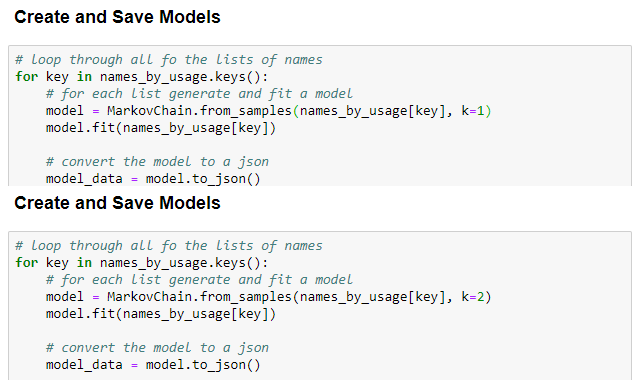 Create and Save Models
# loop through all fo the lists of names
for key in names_by_usage.keys():
    # for each list generate and fit a model
    model = MarkovChain.from_samples(names_by_usage[key], k=1)
    model.fit(names_by_usage[key])

    # convert the model to a json
    model_data = model.to_json()
Create and Save Models
# loop through all fo the lists of names
for key in names_by_usage.keys():
    # for each list generate and fit a model
    model = MarkovChain.from_samples(names_by_usage[key], k=2)
    model.fit(names_by_usage[key])

    # convert the model to a json
    model_data = model.to_json()